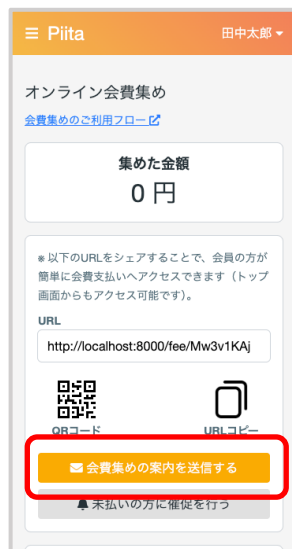 Piita
田中太郎
オンライン会費集め
会費集めのご利用フロー
集めた金額
0 円
※ 以下のURLをシェアすることで、会員の方が
簡単に会費支払いへアクセスできます（トップ
画面からもアクセス可能です）。
URL
http://localhost:8000/fee/Mw3v1KAj
QRコード
URLコピー
会費集めの案内を送信する
未払いの方に催促を行う